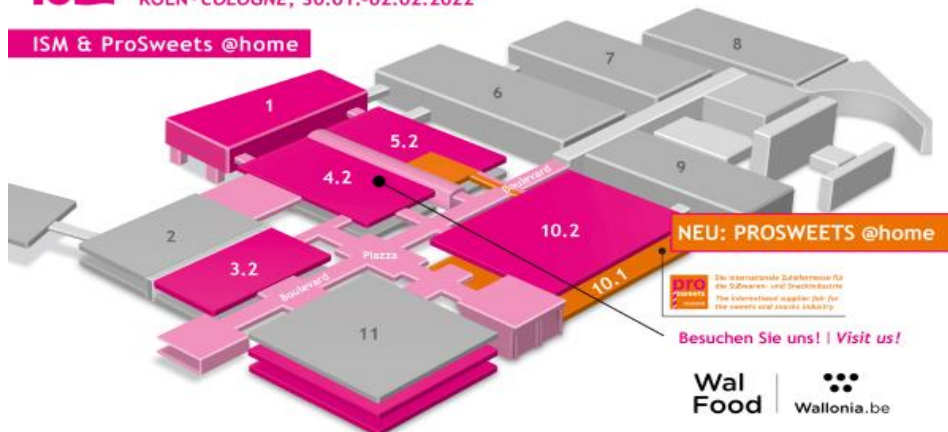 KOELN·COLOGNE, 30.01.-02.02.2022
ISM & ProSweets @home
8
7
1
6
5.2
4.2
Boulevard
9
10.2
2
NEU: PROSWEETS @home
Piazza
3.2
10.1
Boulevard
pro
sweets
Die internationale Zuliefermesse für
die Süßwaren- und Snackindustrie
The international supplier fair for
the sweets and snacks industry
11
Besuchen Sie uns! | Visit us!
Wal
Food
Wallonia.be